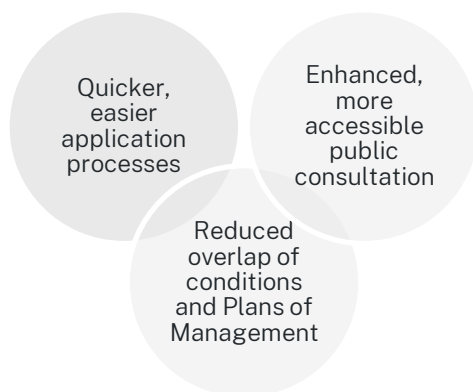 Quicker,
easier
application
processes
Enhanced,
more
accessible
public
consultation
Reduced
overlap of
conditions
and Plans of
Management